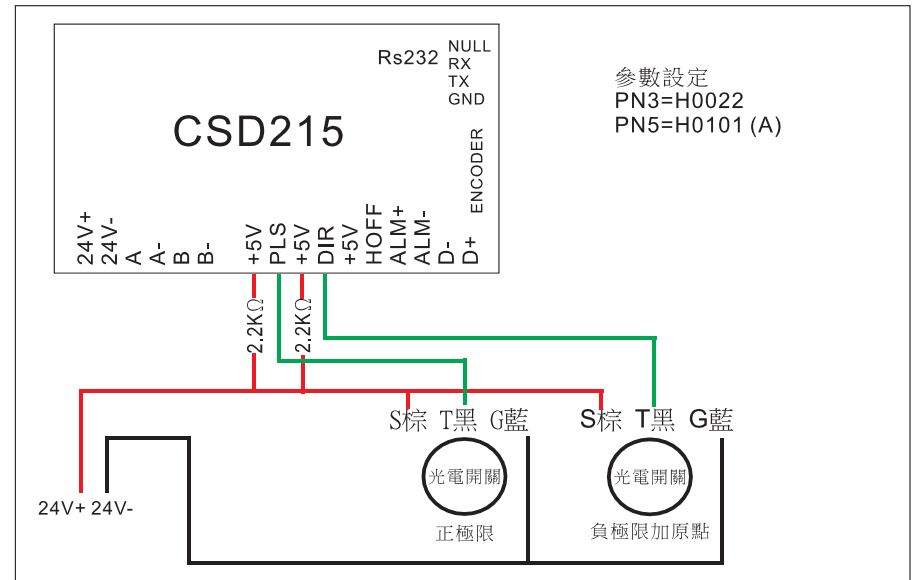 Rs232
NULL
RX
TX
GND
參數設定
PN3=H0022
PN5=H0101 (A)
CSD215
ENCODER
24V+
24V-
A
A-
B
B-
+5V
PLS
+5V
DIR
+5V
HOFF
ALM+
ALM-
D-
D+
2.2KΩ
2.2KΩ
S棕 T黑 G藍
S棕 T黑 G藍
光電開關
光電開關
24V+ 24V-
正極限
負極限加原點